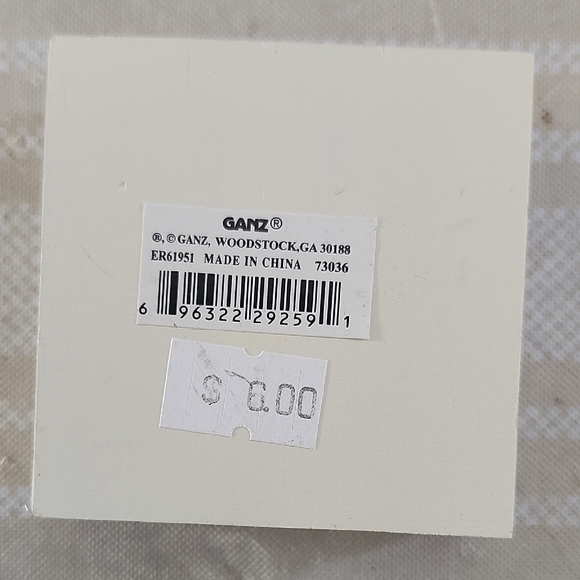 GANZ®
®, © GANZ, WOODSTOCK,GA 30188
ER61951 MADE IN CHINA 73036
6 96322 29259 1
$ 6.00